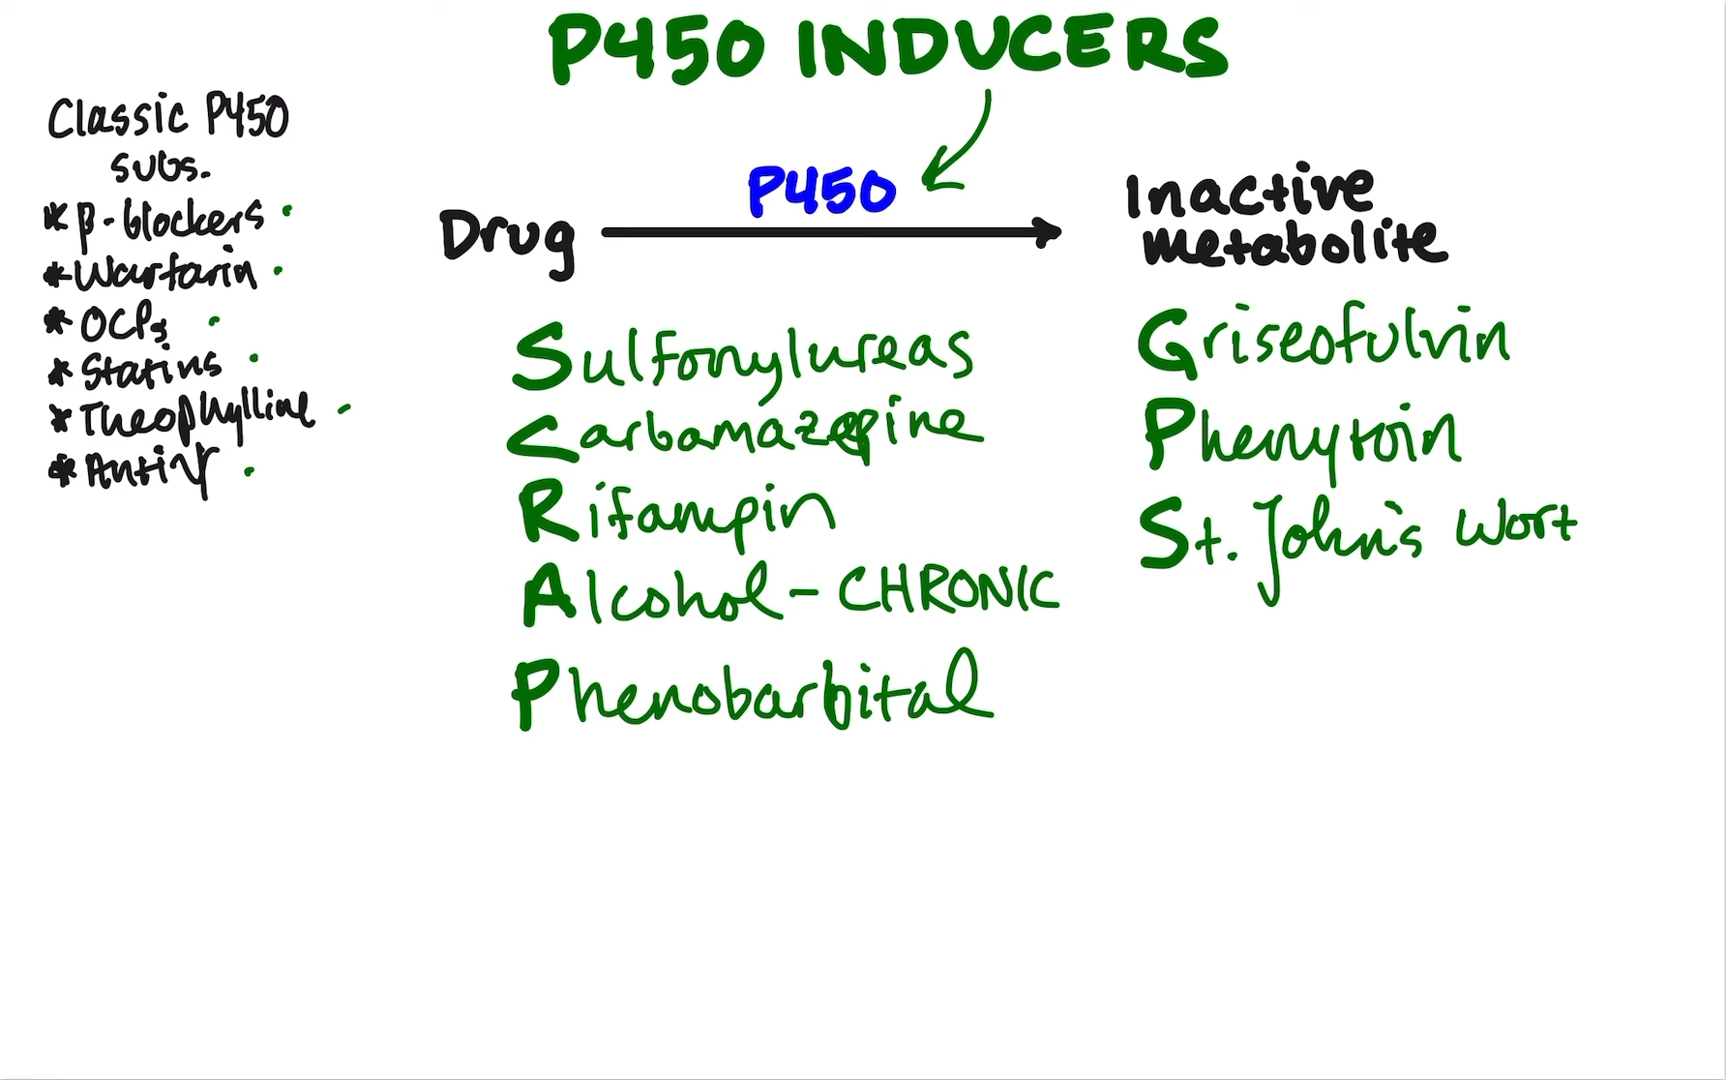 P450 INDUCERS
Classic P450
subs.
* β-blockers
* Warfarin
* OCPs
* Statins
* Theophylline
* Anti Ψ
P450
Drug
Inactive
metabolite
Sulfonylureas
Carbamazepine
Rifampin
Alcohol - CHRONIC
Phenobarbital
Griseofulvin
Phenytoin
St. John's Wort